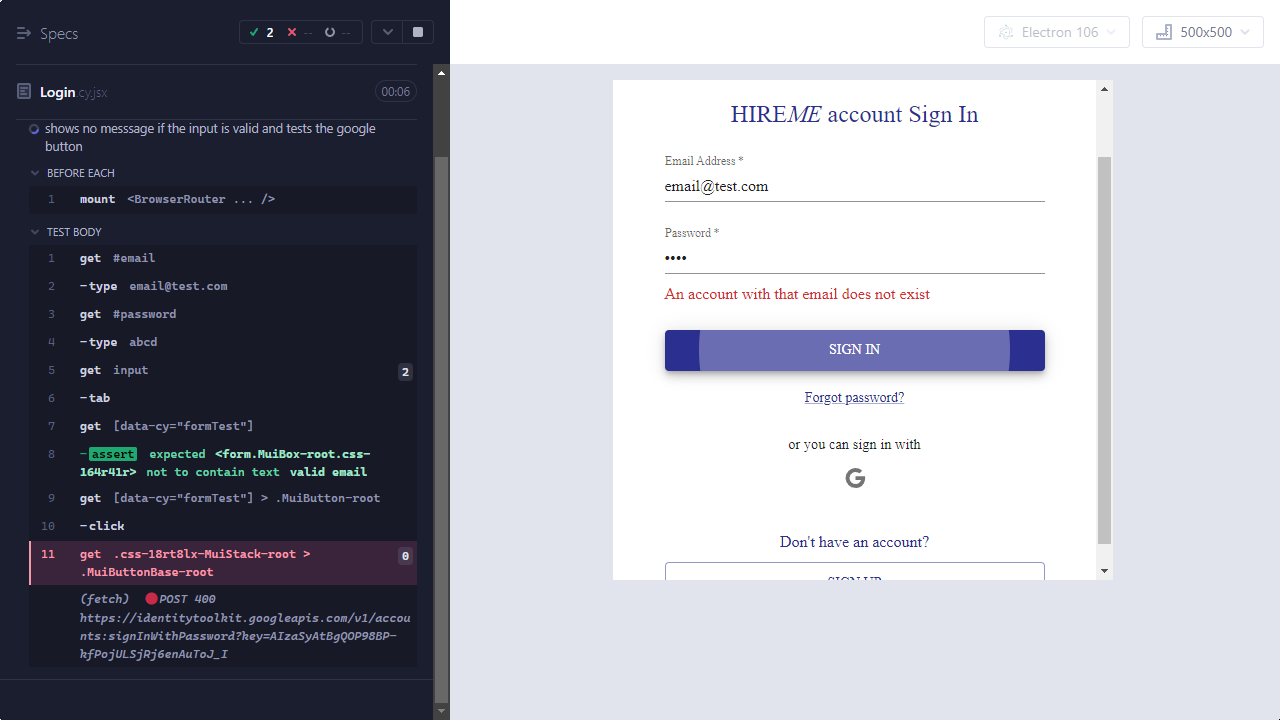 Specs
2
--
--
Electron 106
500x500
Login.cy.jsx
00:06
shows no messsage if the input is valid and tests the google
button
BEFORE EACH
1 mount <BrowserRouter ... />
TEST BODY
1 get #email
2 -type email@test.com
3 get #password
4 -type abcd
5 get input 2
6 -tab
7 get [data-cy="formTest"]
8 -assert expected <form.MuiBox-root.css-
164r41r> not to contain text valid email
9 get [data-cy="formTest"] > .MuiButton-root
10 -click
11 get .css-18rt8lx-MuiStack-root > 0
.MuiButtonBase-root
(fetch) POST 400
https://identitytoolkit.googleapis.com/v1/accou
nts:signInWithPassword?key=AIzaSyAtBgQOP98BP-
kfPojULSjRj6enAuToJ_I
HIREME account Sign In
Email Address *
email@test.com
Password *
••••
An account with that email does not exist
SIGN IN
Forgot password?
or you can sign in with
G
Don't have an account?
SIGN UP